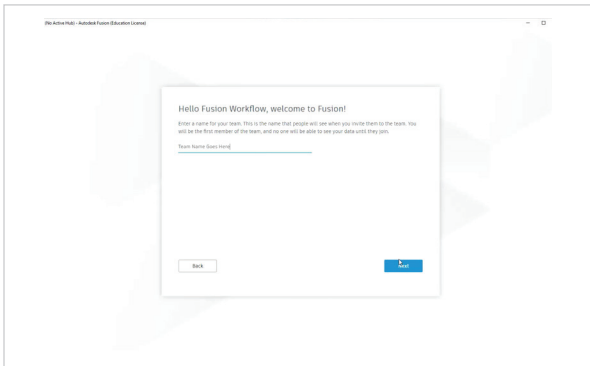 (No Active Hub) - Autodesk Fusion (Education License)
Hello Fusion Workflow, welcome to Fusion!
Enter a name for your team. This is the name that people will see when you invite them to the team. You
will be the first member of the team, and no one will be able to see your data until they join.
Team Name Goes Here
Back
Next